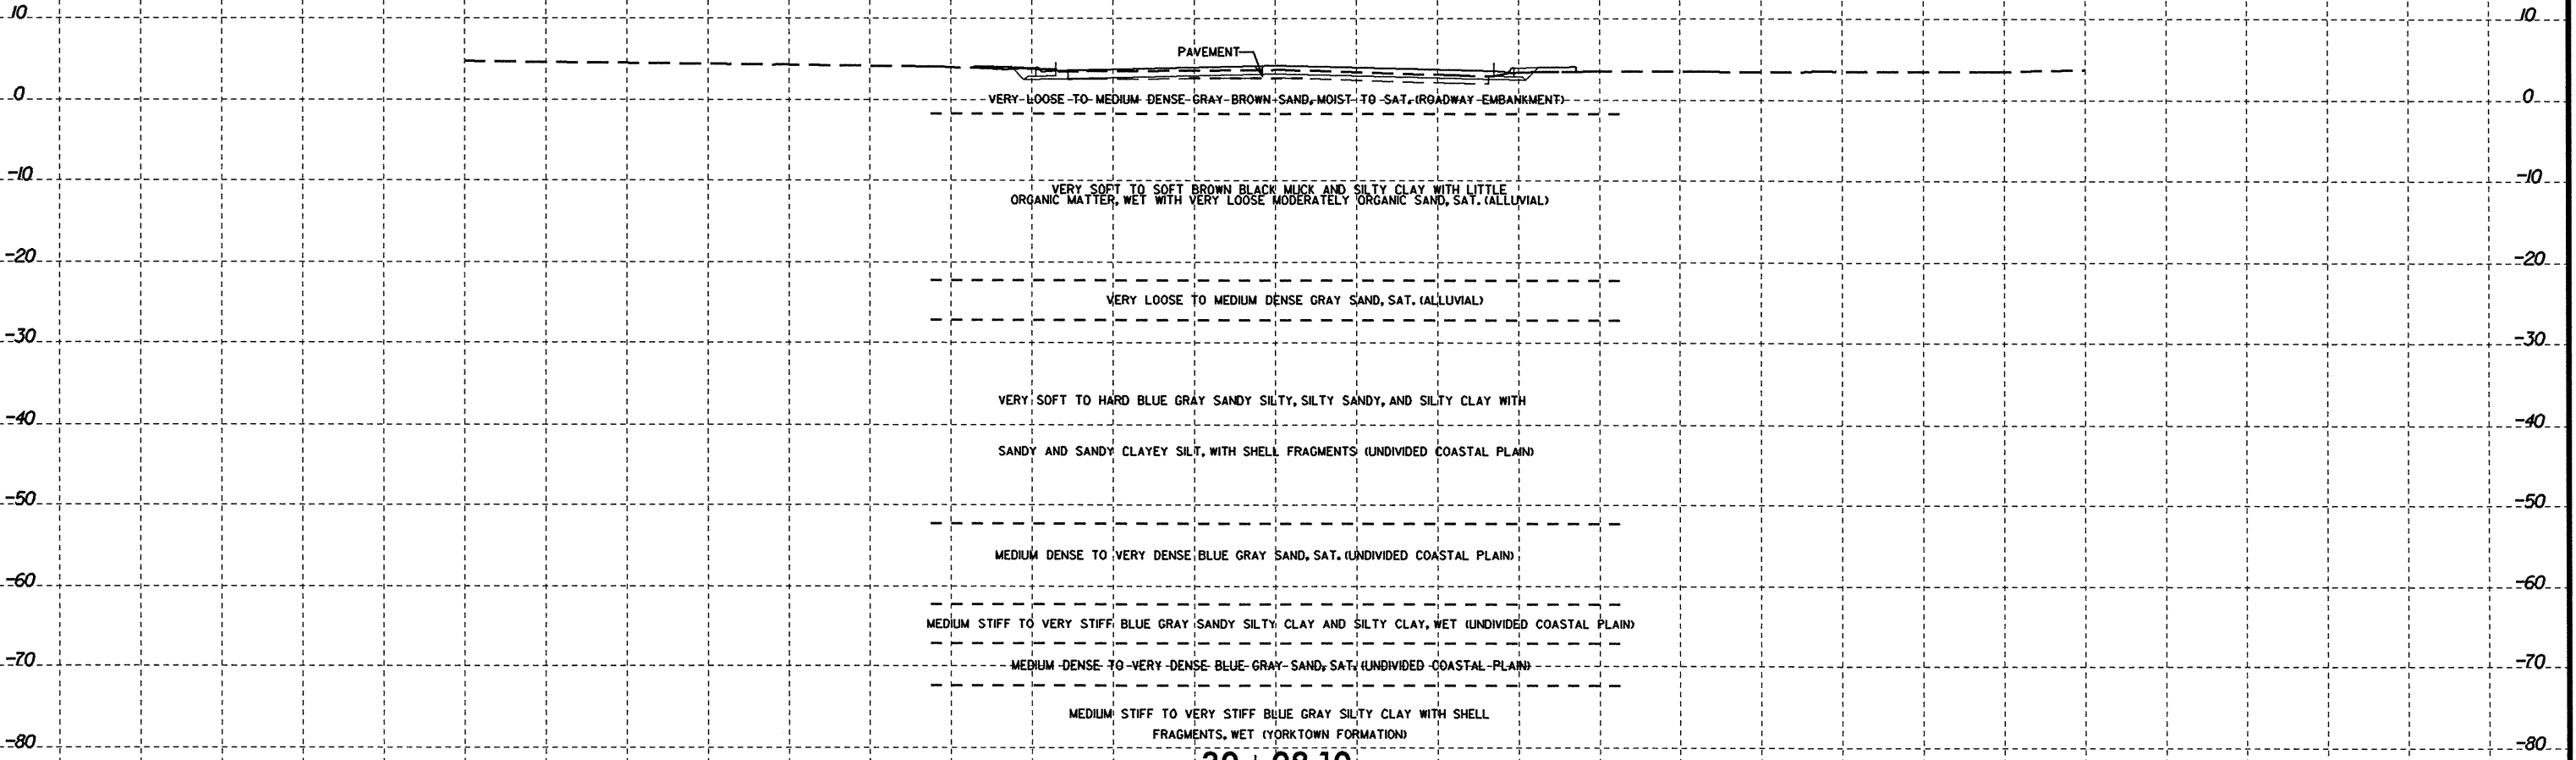 10 10
PAVEMENT
0 0
VERY LOOSE TO MEDIUM DENSE GRAY BROWN SAND, MOIST TO SAT. (ROADWAY EMBANKMENT)
-10 -10
VERY SOFT TO SOFT BROWN BLACK MUCK AND SILTY CLAY WITH LITTLE
ORGANIC MATTER, WET WITH VERY LOOSE MODERATELY ORGANIC SAND, SAT. (ALLUVIAL)
-20 -20
VERY LOOSE TO MEDIUM DENSE GRAY SAND, SAT. (ALLUVIAL)
-30 -30
VERY SOFT TO HARD BLUE GRAY SANDY SILTY, SILTY SANDY, AND SILTY CLAY WITH
-40 -40
SANDY AND SANDY CLAYEY SILT, WITH SHELL FRAGMENTS (UNDIVIDED COASTAL PLAIN)
-50 -50
MEDIUM DENSE TO VERY DENSE BLUE GRAY SAND, SAT. (UNDIVIDED COASTAL PLAIN)
-60 -60
MEDIUM STIFF TO VERY STIFF BLUE GRAY SANDY SILTY CLAY AND SILTY CLAY, WET (UNDIVIDED COASTAL PLAIN)
-70 -70
MEDIUM DENSE TO VERY DENSE BLUE GRAY SAND, SAT. (UNDIVIDED COASTAL PLAIN)
MEDIUM STIFF TO VERY STIFF BLUE GRAY SILTY CLAY WITH SHELL
FRAGMENTS, WET (YORKTOWN FORMATION)
-80 -80